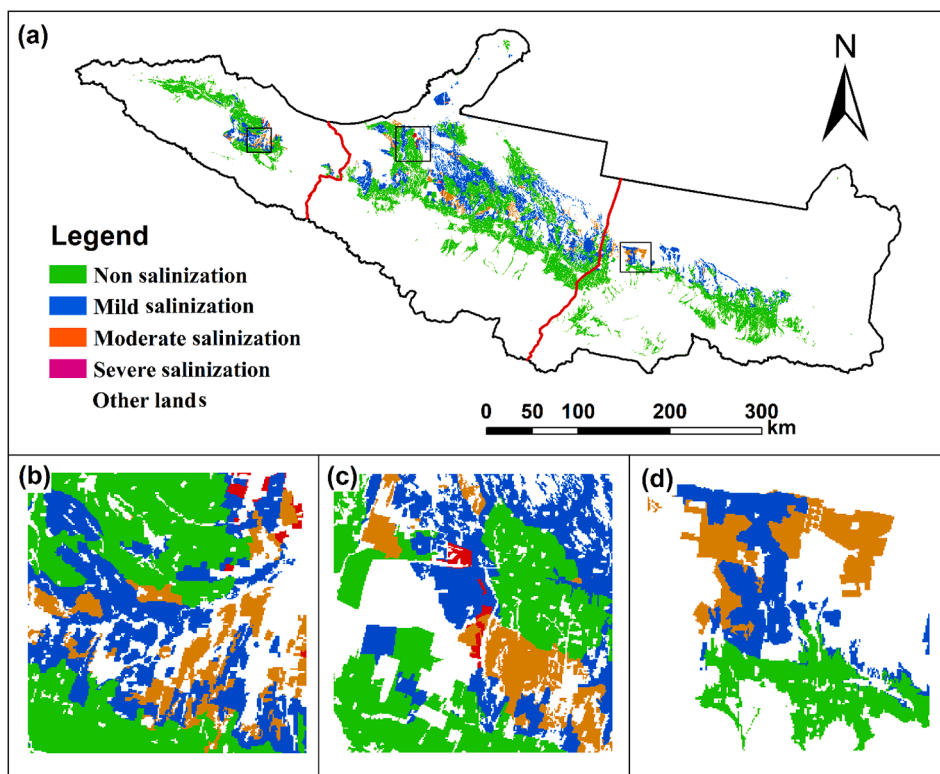 (a)
N
Legend
Non salinization
Mild salinization
Moderate salinization
Severe salinization
Other lands
0 50 100 200 300
km
(b)
(c)
(d)